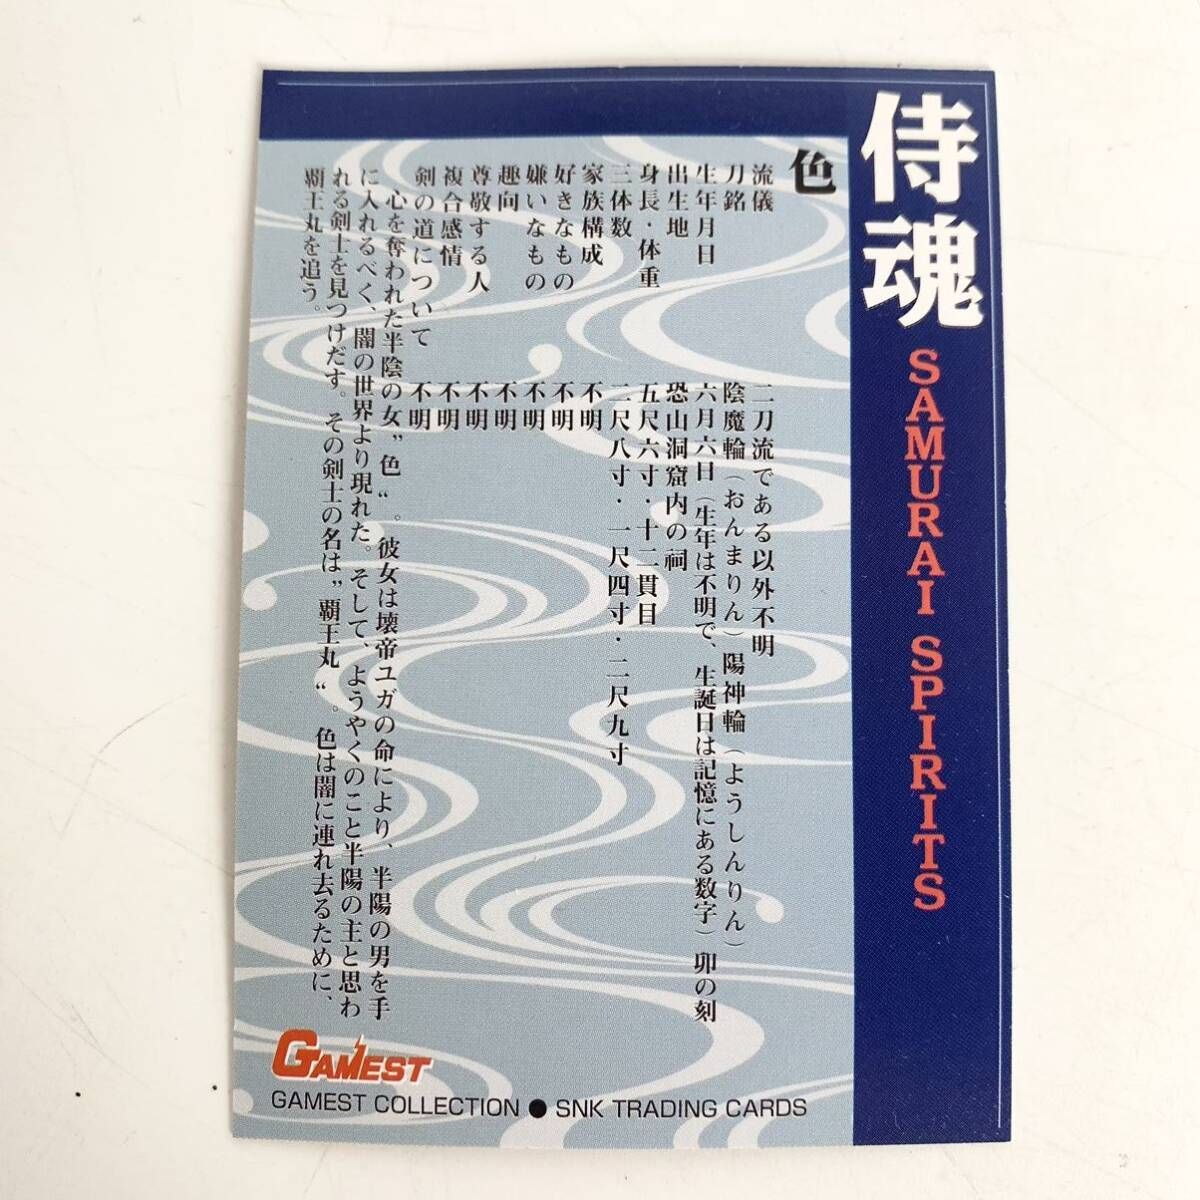 侍魂
SAMURAI SPIRITS
色
流儀　二刀流である以外不明
刀銘　陰魔輪（おんまりん）陽神輪（ようしんりん）
生年月日　六月六日（生年は不明で、生誕日は記憶にある数字）卯の刻
出生地　恐山洞窟内の祠
身長・体重　五尺六寸・十二貫目
三体数　二尺八寸・一尺四寸・二尺九寸
家族構成　不明
好きなもの　不明
嫌いなもの　不明
趣向　不明
尊敬する人　不明
複合感情　不明
剣の道について　不明
心を奪われた半陰の女”色“。彼女は壊帝ユガの命により、半陽の男を手
に入れるべく、闇の世界より現れた。そして、ようやくのこと半陽の主と思わ
れる剣士を見つけだす。その剣士の名は”覇王丸“。色は闇に連れ去るために、
覇王丸を追う。
GAMEST
GAMEST COLLECTION ● SNK TRADING CARDS